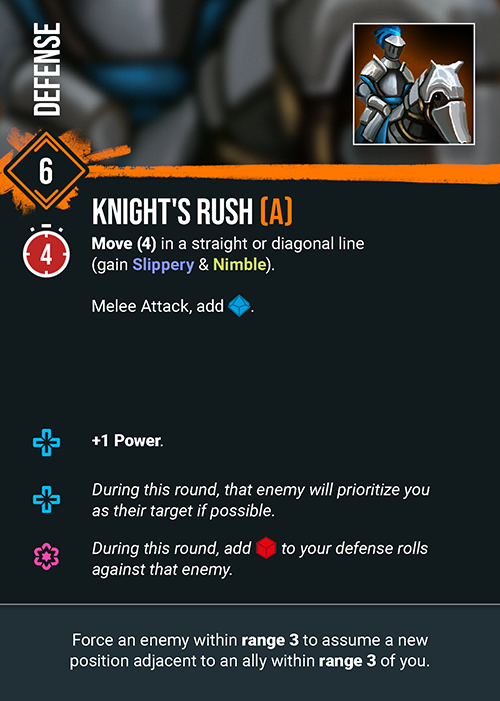 DEFENSE
6
KNIGHT'S RUSH (A)
4
Move (4) in a straight or diagonal line
(gain Slippery & Nimble).
Melee Attack, add .
+1 Power.
During this round, that enemy will prioritize you
as their target if possible.
During this round, add to your defense rolls
against that enemy.
Force an enemy within range 3 to assume a new
position adjacent to an ally within range 3 of you.